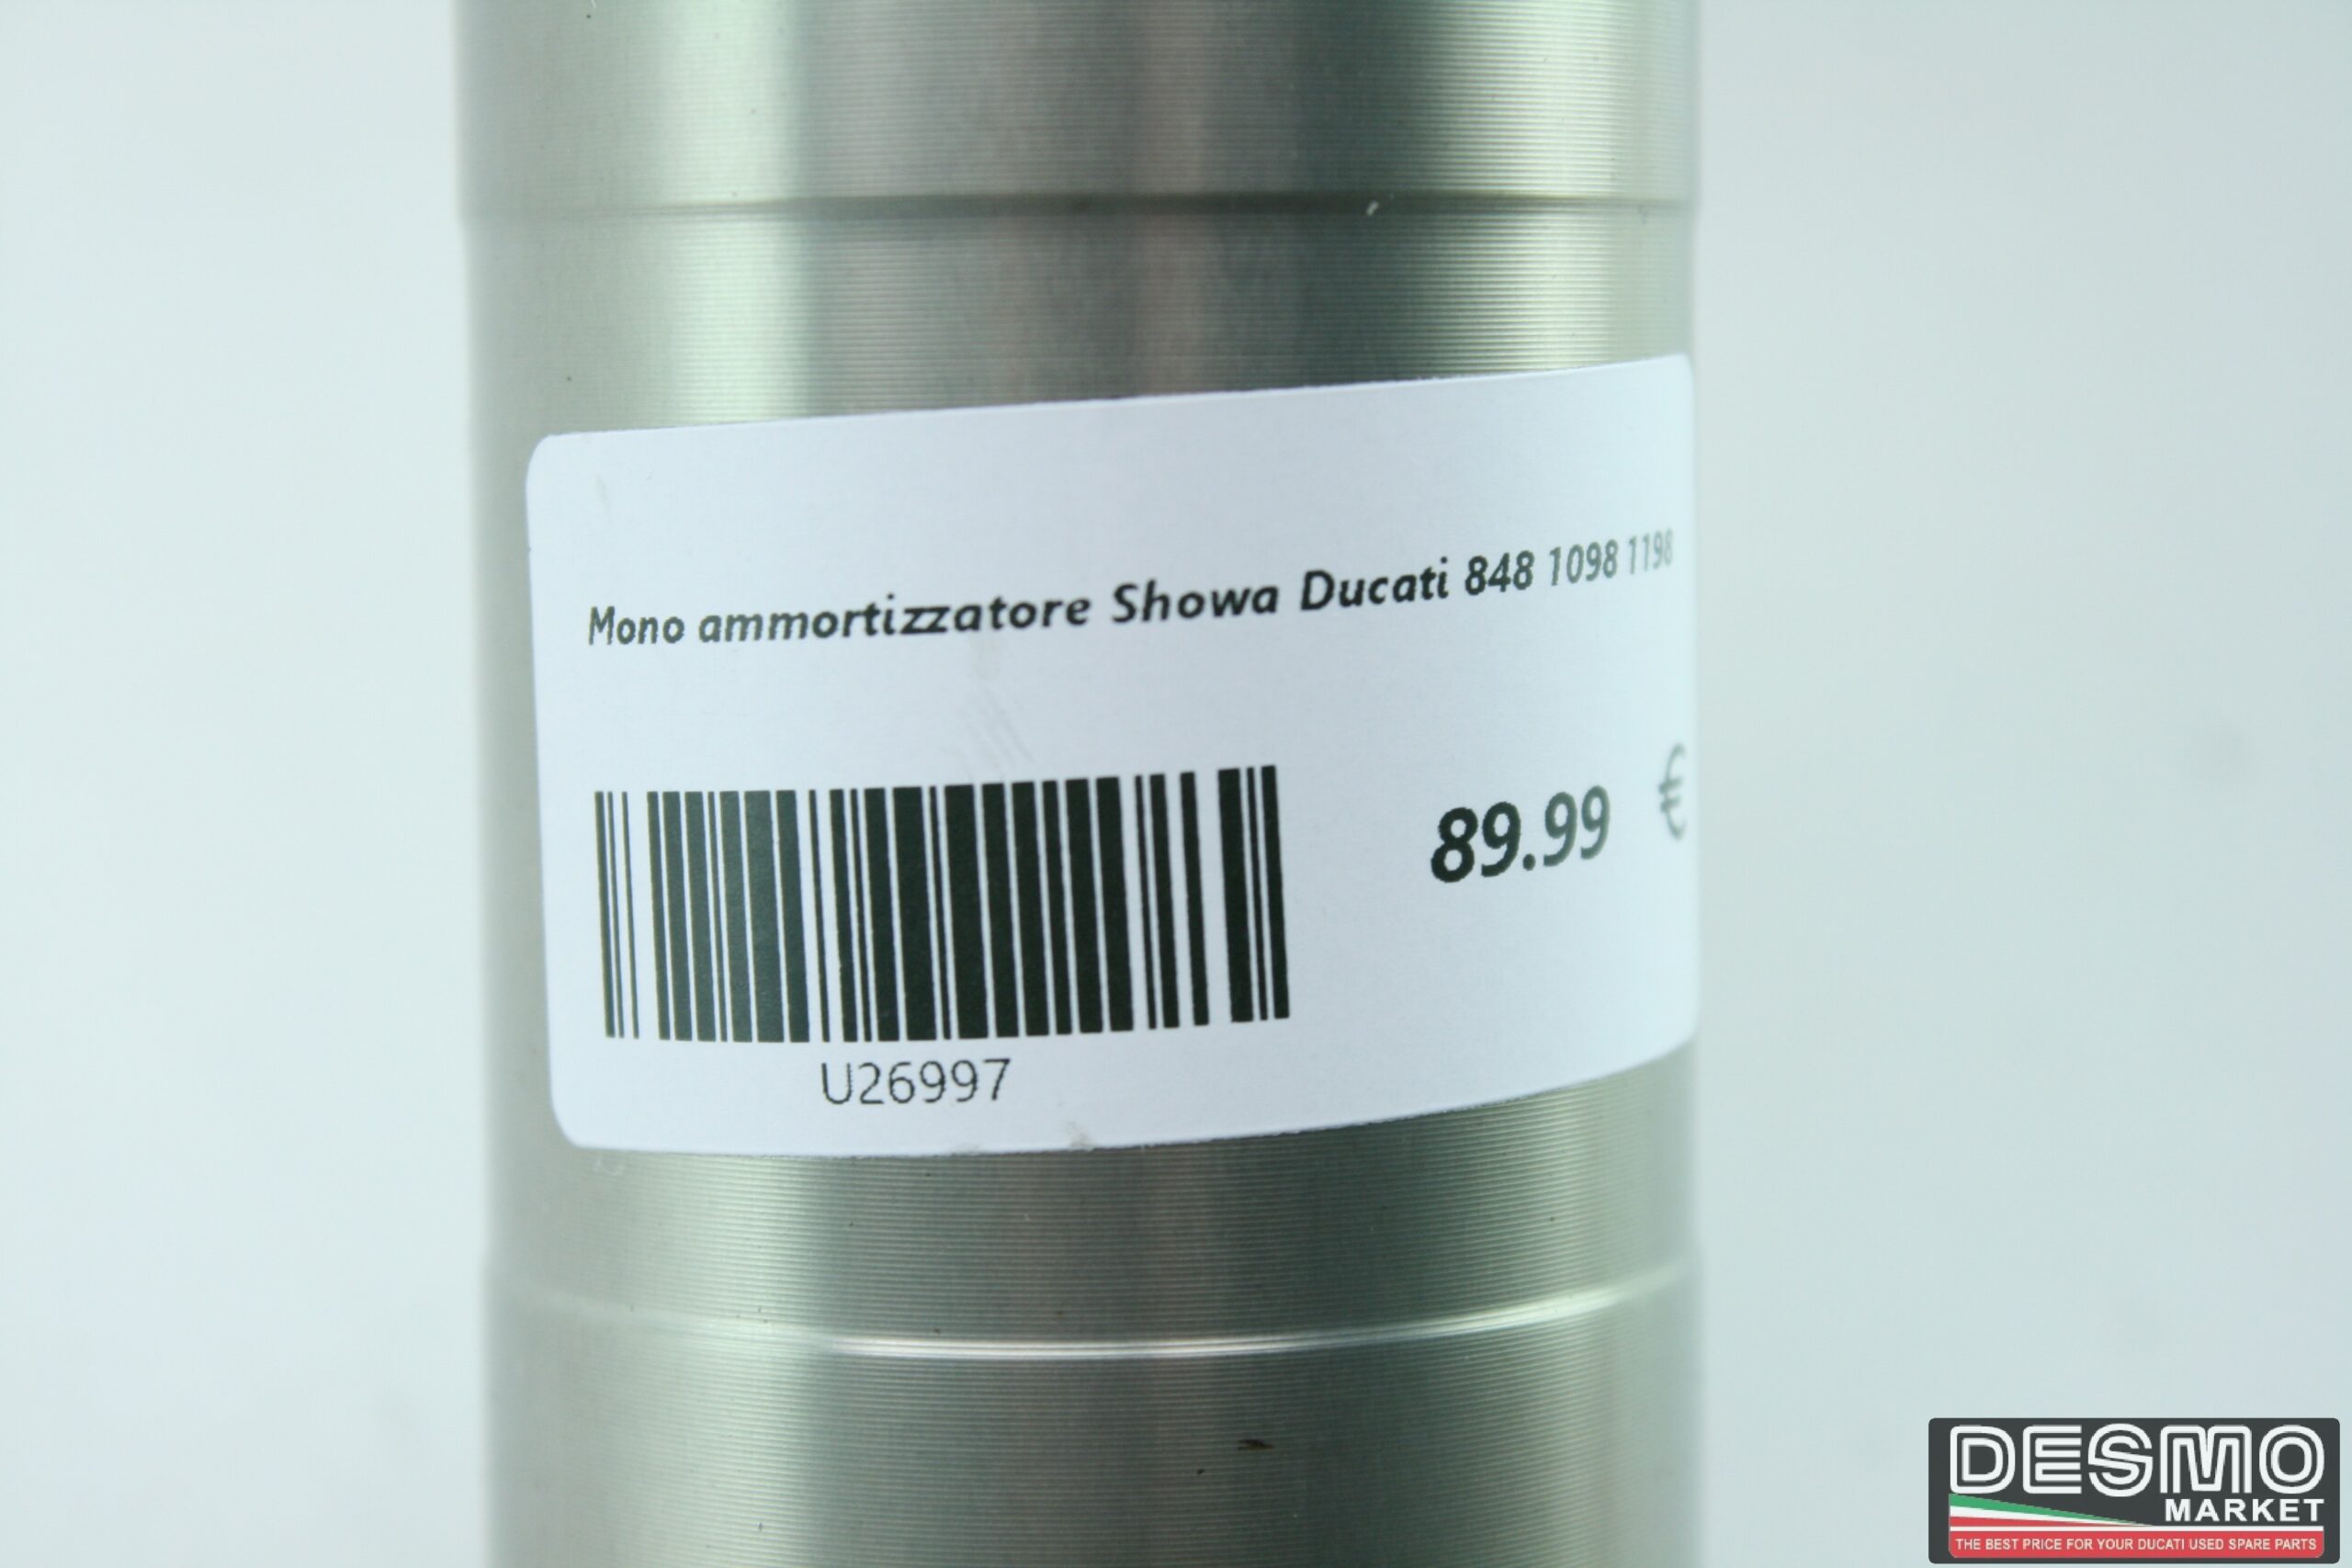 Mono ammortizzatore Showa Ducati 848 1098 1198
89.99 €
U26997
DESMO
MARKET
THE BEST PRICE FOR YOUR DUCATI USED SPARE PARTS